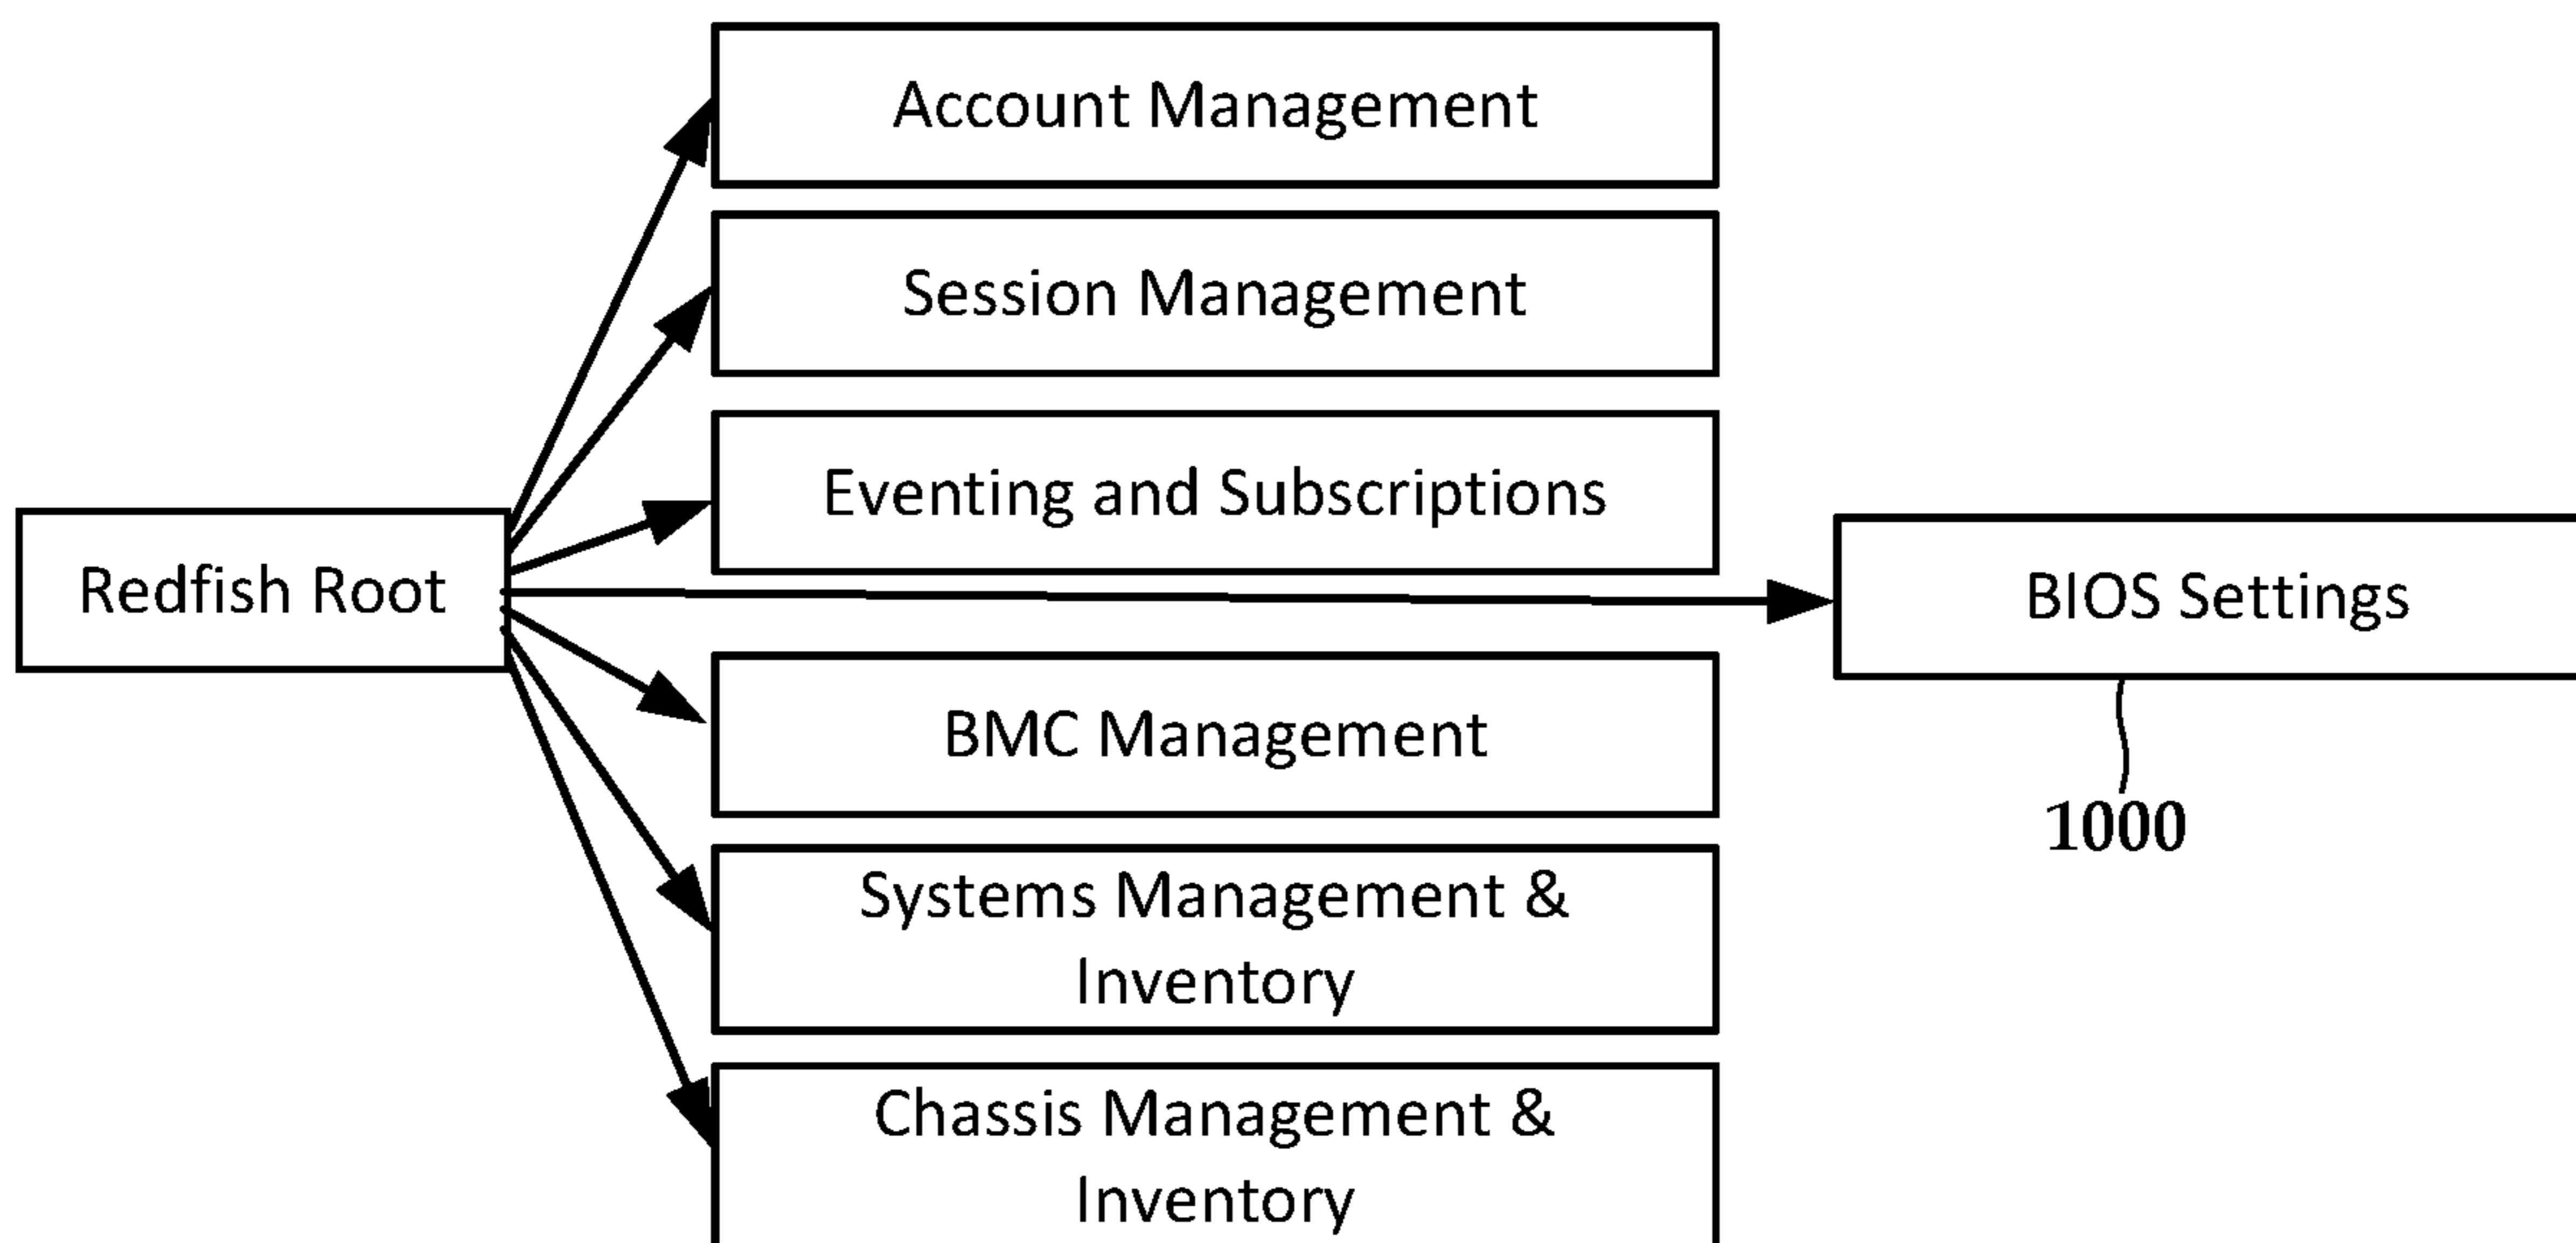 Account Management
Session Management
Eventing and Subscriptions
Redfish Root
BIOS Settings
BMC Management
1000
Systems Management &
Inventory
Chassis Management &
Inventory